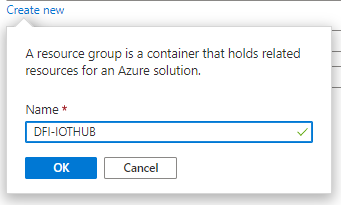 Create new
A resource group is a container that holds related
resources for an Azure solution.
Name *
DFI-IOTHUB
OK
Cancel